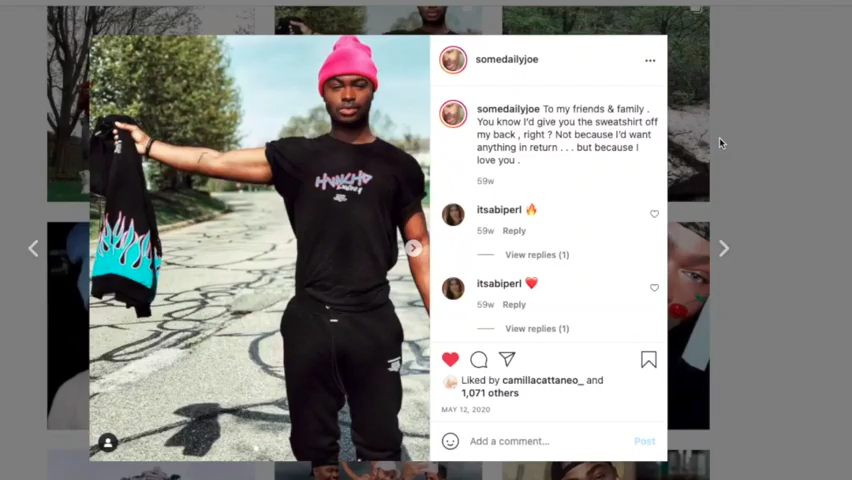 somedailyjoe
somedailyjoe To my friends & family .
You know I'd give you the sweatshirt off
my back , right ? Not because I'd want
anything in return . . . but because I
love you .
59w
itsabiperl 🔥
59w Reply
View replies (1)
itsabiperl ❤️
59w Reply
View replies (1)
Liked by camillacattaneo_ and
1,071 others
MAY 12, 2020
Add a comment... Post
HUNCHO